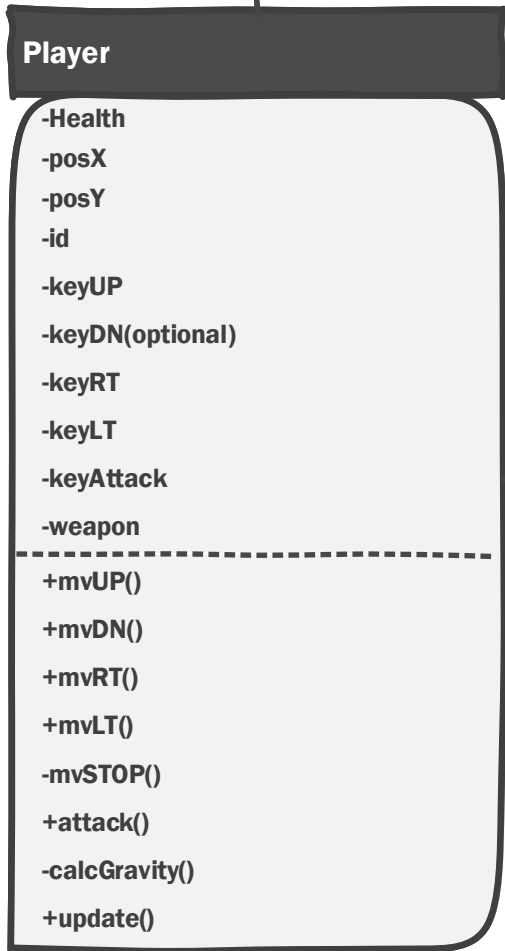 Player
-Health
-posX
-posY
-id
-keyUP
-keyDN(optional)
-keyRT
-keyLT
-keyAttack
-weapon
+mvUP()
+mvDN()
+mvRT()
+mvLT()
-mvSTOP()
+attack()
-calcGravity()
+update()